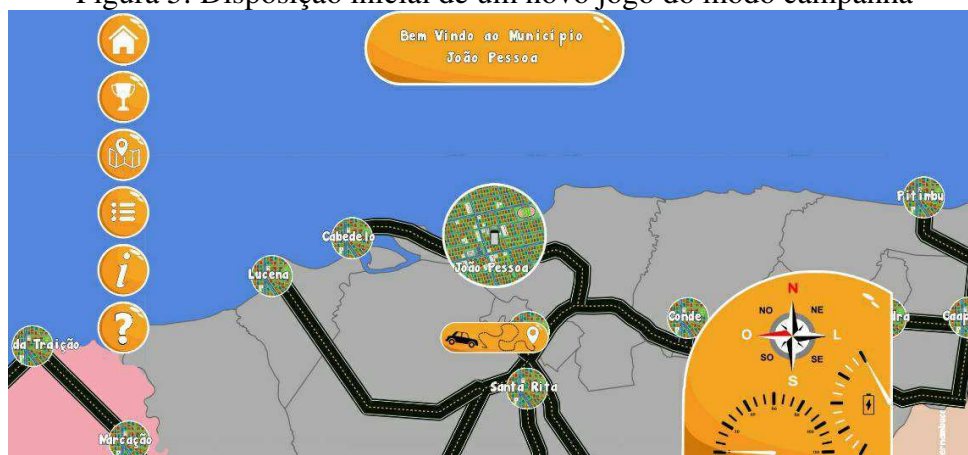 Figura 5: Disposição inicial de um novo jogo do modo campanha
Bem Vindo ao Município
João Pessoa
Pitimbu
Cabedelo
João Pessoa
Lucena
Conde
da Traição
Santa Rita
Marcação
N
NO
NE
O
L
SO
SE
S
?